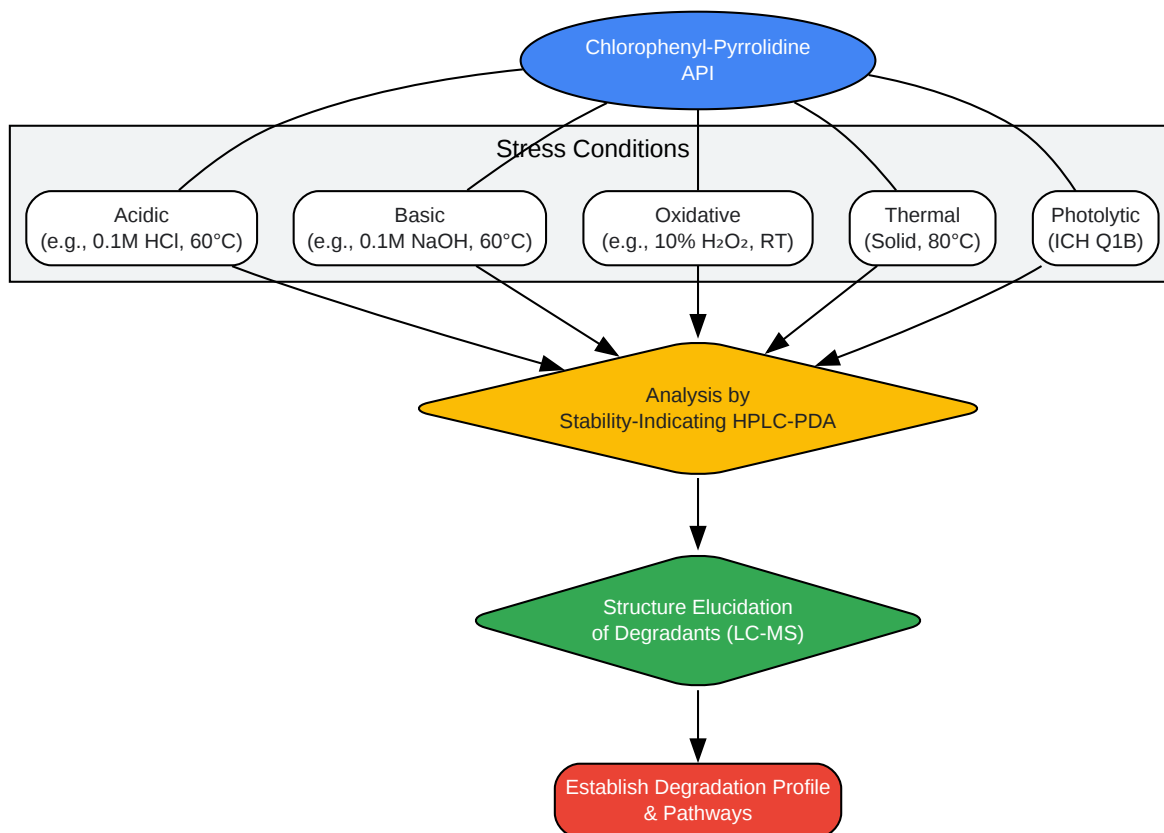 Chlorophenyl-Pyrrolidine
API
Stress Conditions
Acidic
(e.g., 0.1M HCl, 60°C)
Basic
(e.g., 0.1M NaOH, 60°C)
Oxidative
(e.g., 10% H₂O₂, RT)
Thermal
(Solid, 80°C)
Photolytic
(ICH Q1B)
Analysis by
Stability-Indicating HPLC-PDA
Structure Elucidation
of Degradants (LC-MS)
Establish Degradation Profile
& Pathways